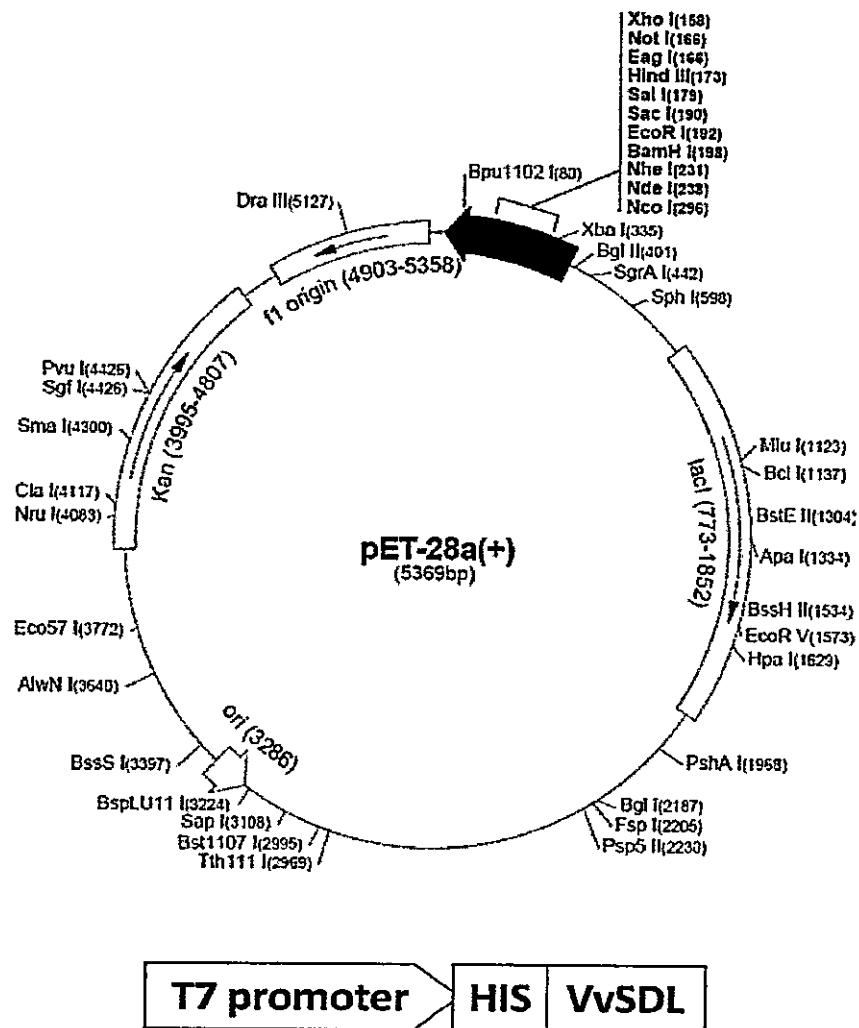 Xho I(158)
Not I(166)
Eag I(166)
Hind III(173)
Sal I(179)
Sac I(190)
EcoR I(192)
BamH I(198)
Nhe I(231)
Nde I(238)
Nco I(296)
Bpu1102 I(80)
Dra III(5127)
Xba I(335)
Bgl II(401)
SgrA I(442)
Sph I(598)
f1 origin (4903-5358)
Pvu I(4426)
Sgf I(4426)
Sma I(4300)
Kan (3995-4807)
Cla I(4117)
Nru I(4083)
Mlu I(1123)
Bcl I(1137)
BstE II(1304)
Apa I(1334)
lacI (773-1852)
BssH II(1534)
EcoR V(1573)
Hpa I(1629)
pET-28a(+)
(5369bp)
Eco57 I(3772)
AlwN I(3640)
ori (3286)
BssS I(3397)
BspLU11 I(3224)
Sap I(3108)
Bst1107 I(2995)
Tth111 I(2969)
PshA I(1968)
Bgl I(2187)
Fsp I(2205)
Psp5 II(2230)
T7 promoter HIS VvSDL